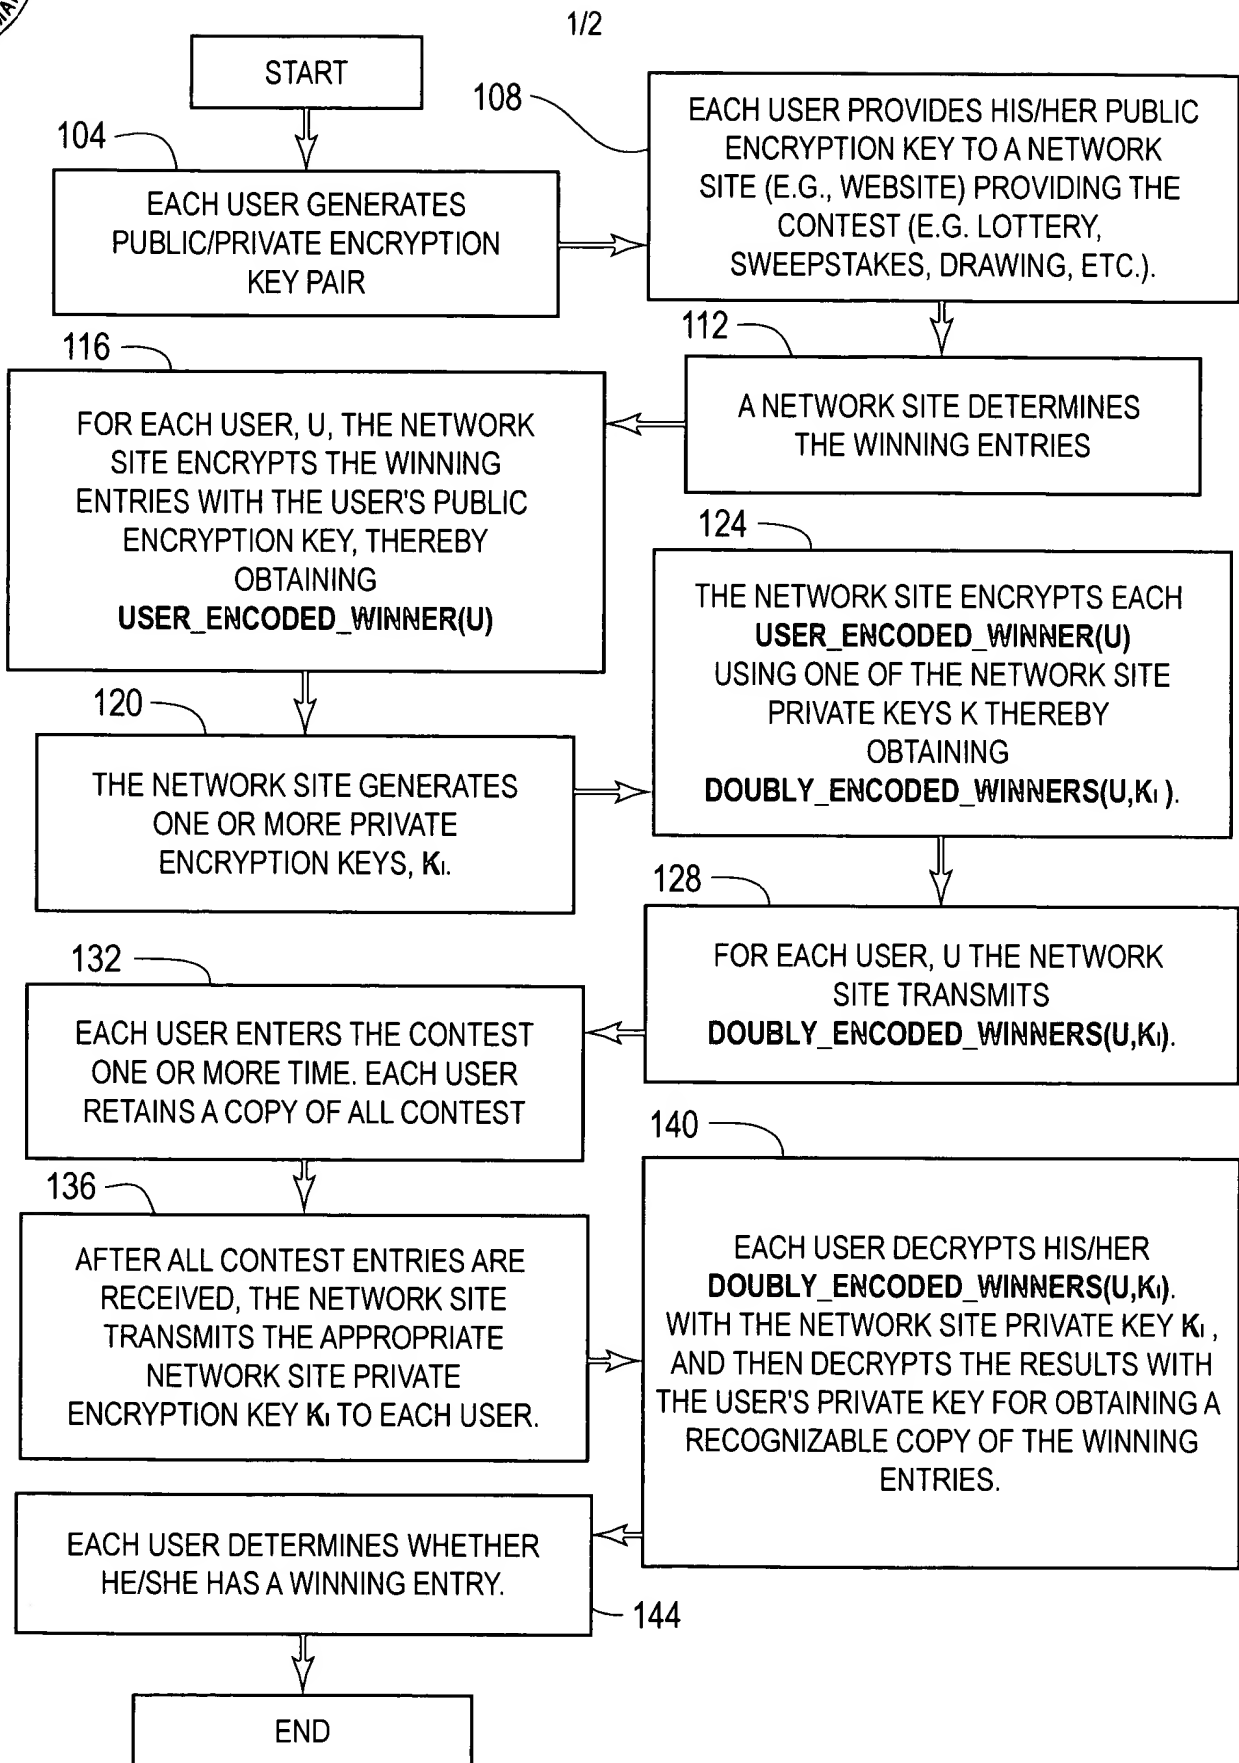 1/2
START
104
EACH USER GENERATES
PUBLIC/PRIVATE ENCRYPTION
KEY PAIR
108
EACH USER PROVIDES HIS/HER PUBLIC
ENCRYPTION KEY TO A NETWORK
SITE (E.G., WEBSITE) PROVIDING THE
CONTEST (E.G. LOTTERY,
SWEEPSTAKES, DRAWING, ETC.).
112
A NETWORK SITE DETERMINES
THE WINNING ENTRIES
116
FOR EACH USER, U, THE NETWORK
SITE ENCRYPTS THE WINNING
ENTRIES WITH THE USER'S PUBLIC
ENCRYPTION KEY, THEREBY
OBTAINING
USER_ENCODED_WINNER(U)
120
THE NETWORK SITE GENERATES
ONE OR MORE PRIVATE
ENCRYPTION KEYS, KI.
124
THE NETWORK SITE ENCRYPTS EACH
USER_ENCODED_WINNER(U)
USING ONE OF THE NETWORK SITE
PRIVATE KEYS K THEREBY
OBTAINING
DOUBLY_ENCODED_WINNERS(U,KI ).
128
FOR EACH USER, U THE NETWORK
SITE TRANSMITS
DOUBLY_ENCODED_WINNERS(U,KI).
132
EACH USER ENTERS THE CONTEST
ONE OR MORE TIME. EACH USER
RETAINS A COPY OF ALL CONTEST
136
AFTER ALL CONTEST ENTRIES ARE
RECEIVED, THE NETWORK SITE
TRANSMITS THE APPROPRIATE
NETWORK SITE PRIVATE
ENCRYPTION KEY KI TO EACH USER.
140
EACH USER DECRYPTS HIS/HER
DOUBLY_ENCODED_WINNERS(U,KI).
WITH THE NETWORK SITE PRIVATE KEY KI ,
AND THEN DECRYPTS THE RESULTS WITH
THE USER'S PRIVATE KEY FOR OBTAINING A
RECOGNIZABLE COPY OF THE WINNING
ENTRIES.
EACH USER DETERMINES WHETHER
HE/SHE HAS A WINNING ENTRY.
144
END